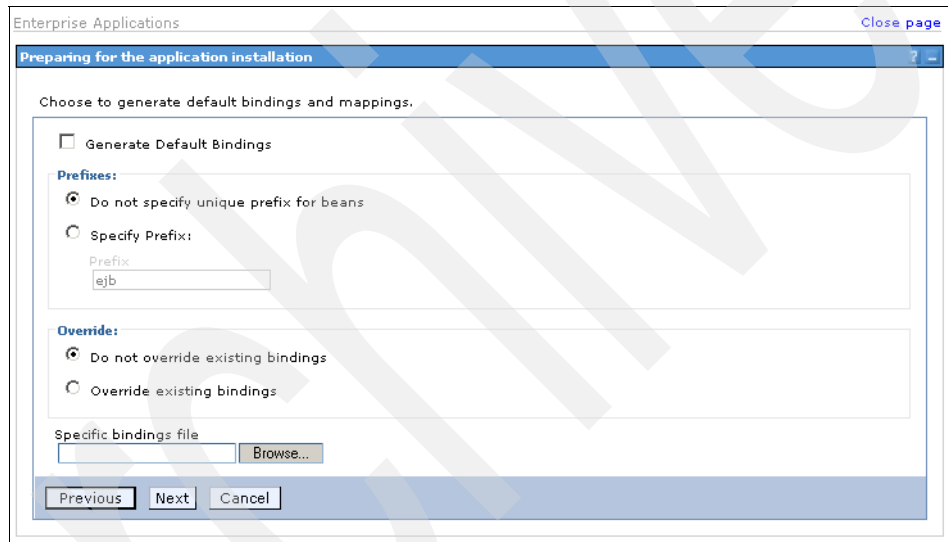 Enterprise Applications Close page
Preparing for the application installation ? -
Choose to generate default bindings and mappings.
Generate Default Bindings
Prefixes:
Do not specify unique prefix for beans
Specify Prefix:
Prefix
ejb
Override:
Do not override existing bindings
Override existing bindings
Specific bindings file
Browse...
Previous Next Cancel